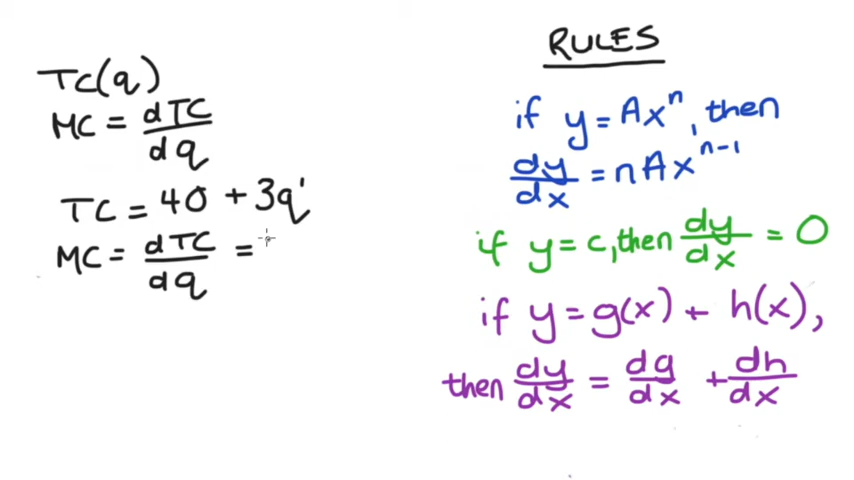 TC(q)
MC = dTC/dq
TC = 40 + 3q¹
MC = dTC/dq =
RULES
if y = Axⁿ, then
dy/dx = nAxⁿ⁻¹
if y = c, then dy/dx = 0
if y = g(x) + h(x),
then dy/dx = dg/dx + dh/dx